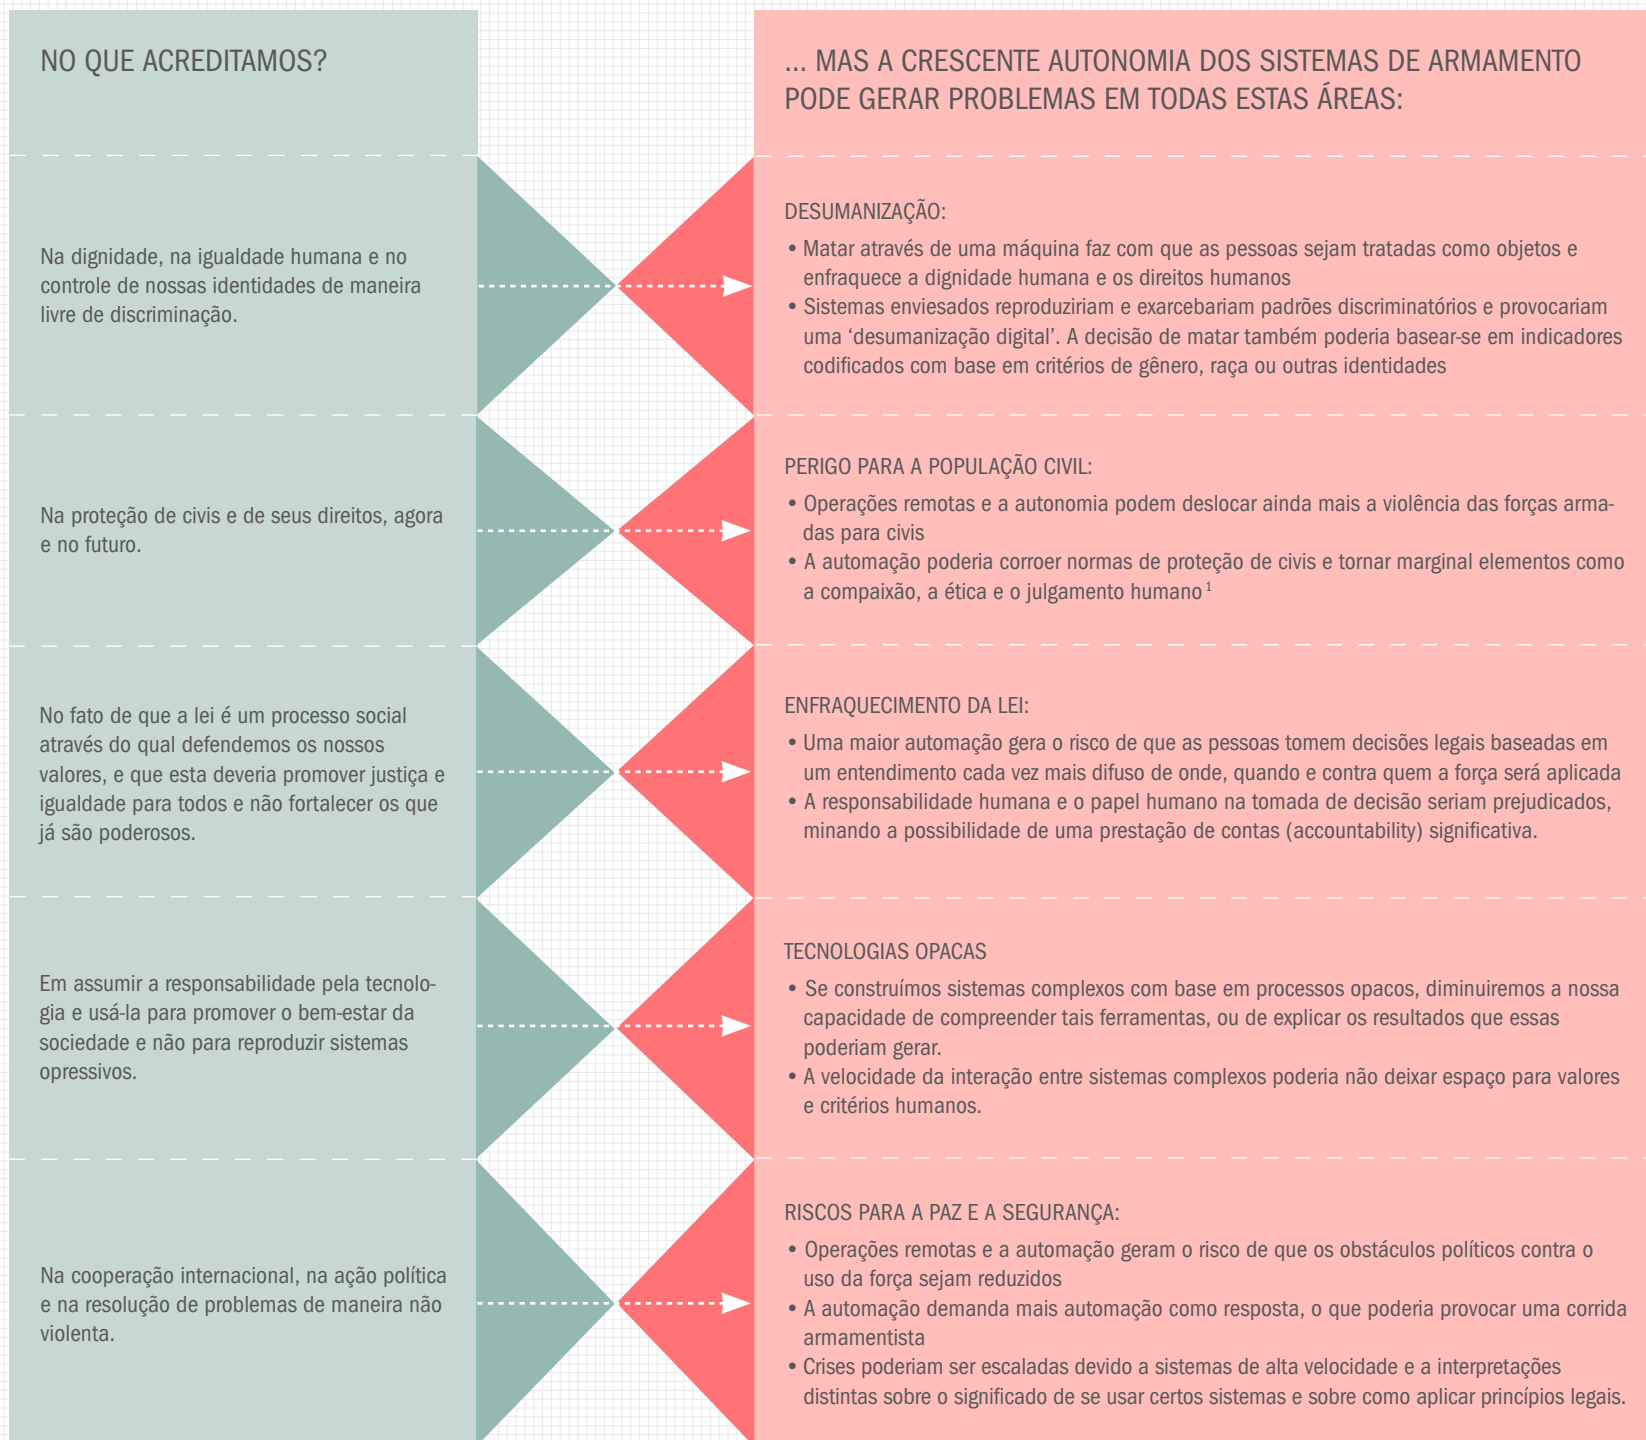 NO QUE ACREDITAMOS?
... MAS A CRESCENTE AUTONOMIA DOS SISTEMAS DE ARMAMENTO
PODE GERAR PROBLEMAS EM TODAS ESTAS ÁREAS:
Na dignidade, na igualdade humana e no
controle de nossas identidades de maneira
livre de discriminação.
DESUMANIZAÇÃO:
• Matar através de uma máquina faz com que as pessoas sejam tratadas como objetos e
enfraquece a dignidade humana e os direitos humanos
• Sistemas enviesados reproduziriam e exarcebariam padrões discriminatórios e provocariam
uma ‘desumanização digital’. A decisão de matar também poderia basear-se em indicadores
codificados com base em critérios de gênero, raça ou outras identidades
Na proteção de civis e de seus direitos, agora
e no futuro.
PERIGO PARA A POPULAÇÃO CIVIL:
• Operações remotas e a autonomia podem deslocar ainda mais a violência das forças arma-
das para civis
• A automação poderia corroer normas de proteção de civis e tornar marginal elementos como
a compaixão, a ética e o julgamento humano ¹
No fato de que a lei é um processo social
através do qual defendemos os nossos
valores, e que esta deveria promover justiça e
igualdade para todos e não fortalecer os que
já são poderosos.
ENFRAQUECIMENTO DA LEI:
• Uma maior automação gera o risco de que as pessoas tomem decisões legais baseadas em
um entendimento cada vez mais difuso de onde, quando e contra quem a força será aplicada
• A responsabilidade humana e o papel humano na tomada de decisão seriam prejudicados,
minando a possibilidade de uma prestação de contas (accountability) significativa.
Em assumir a responsabilidade pela tecnolo-
gia e usá-la para promover o bem-estar da
sociedade e não para reproduzir sistemas
opressivos.
TECNOLOGIAS OPACAS
• Se construímos sistemas complexos com base em processos opacos, diminuiremos a nossa
capacidade de compreender tais ferramentas, ou de explicar os resultados que essas
poderiam gerar.
• A velocidade da interação entre sistemas complexos poderia não deixar espaço para valores
e critérios humanos.
Na cooperação internacional, na ação política
e na resolução de problemas de maneira não
violenta.
RISCOS PARA A PAZ E A SEGURANÇA:
• Operações remotas e a automação geram o risco de que os obstáculos políticos contra o
uso da força sejam reduzidos
• A automação demanda mais automação como resposta, o que poderia provocar uma corrida
armamentista
• Crises poderiam ser escaladas devido a sistemas de alta velocidade e a interpretações
distintas sobre o significado de se usar certos sistemas e sobre como aplicar princípios legais.